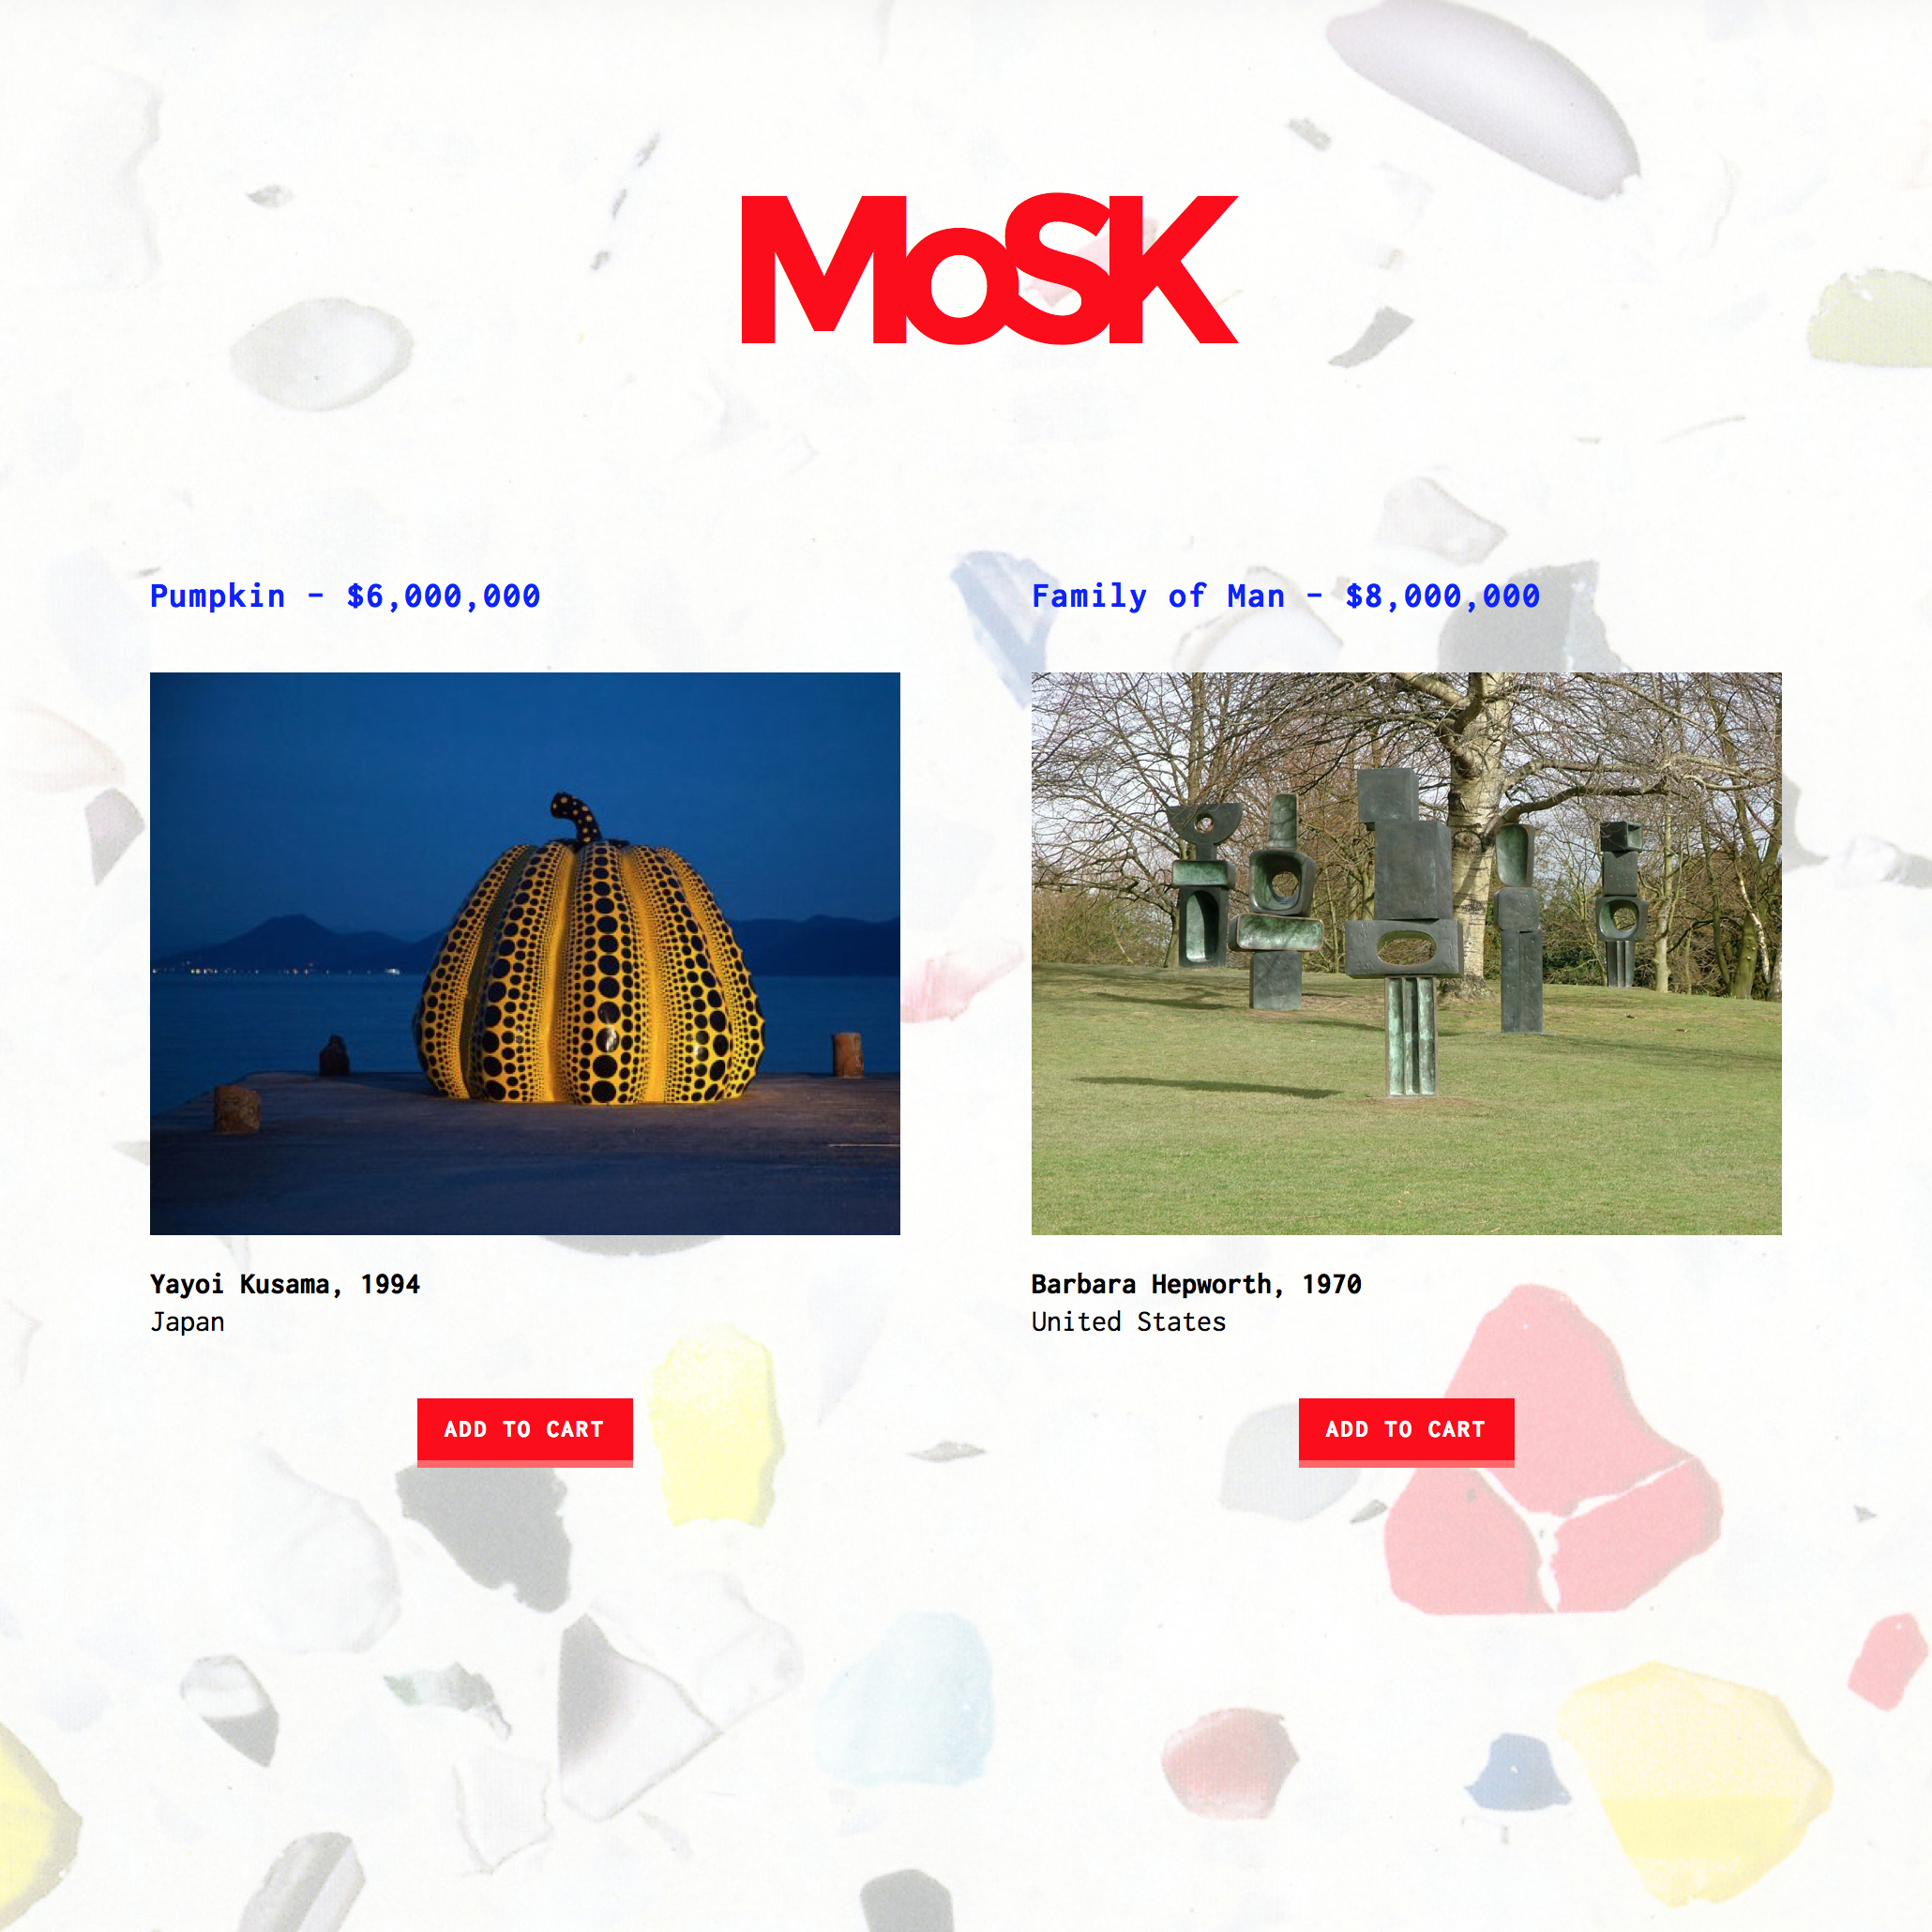 MoSK
Pumpkin - $6,000,000
Family of Man - $8,000,000
Yayoi Kusama, 1994
Japan
Barbara Hepworth, 1970
United States
ADD TO CART
ADD TO CART